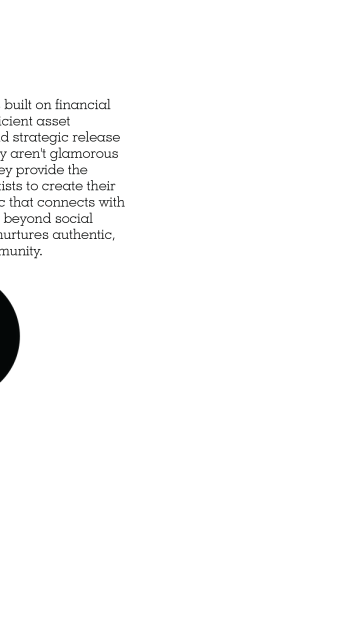 built on financial
icient asset
d strategic release
y aren't glamorous
ey provide the
ists to create their
c that connects with
beyond social
nurtures authentic,
munity.